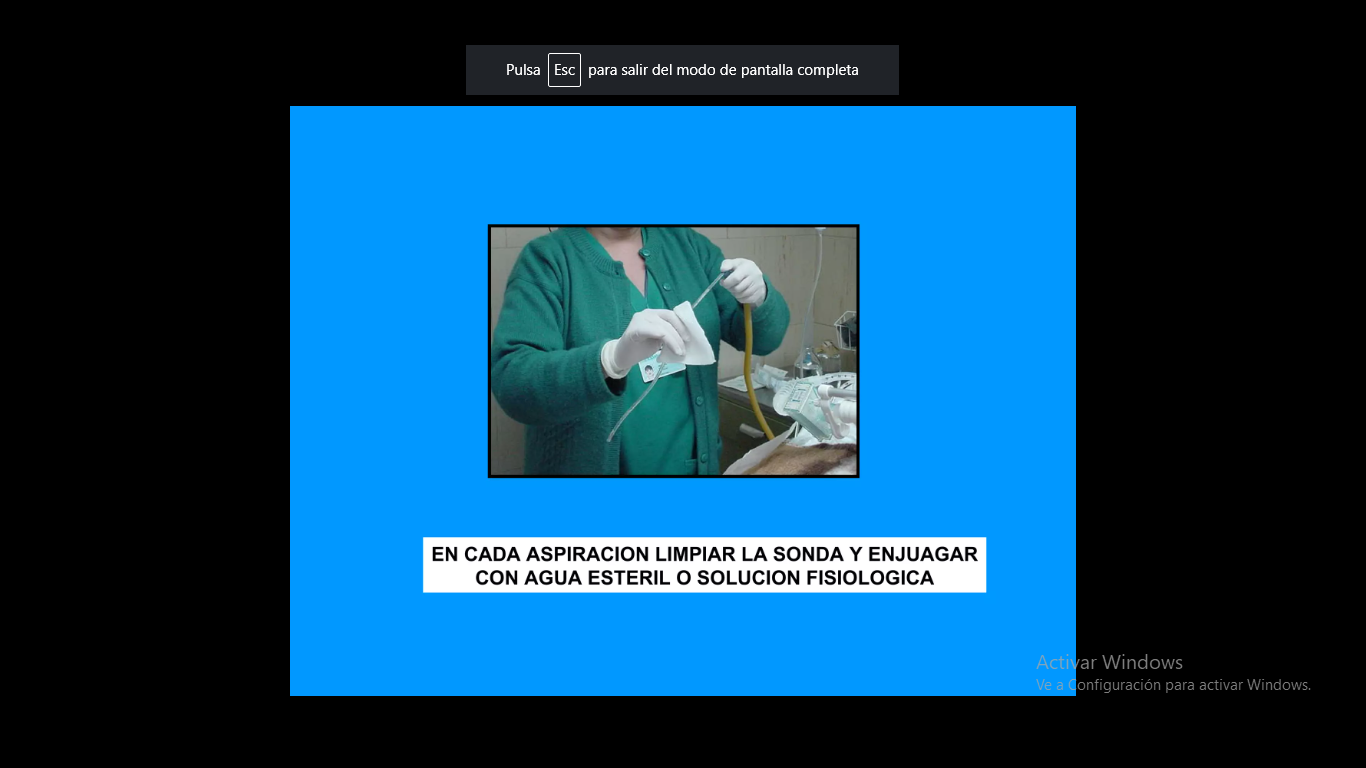 Pulsa Esc para salir del modo de pantalla completa
EN CADA ASPIRACION LIMPIAR LA SONDA Y ENJUAGAR
CON AGUA ESTERIL O SOLUCION FISIOLOGICA
Activar Windows
Ve a Configuración para activar Windows.